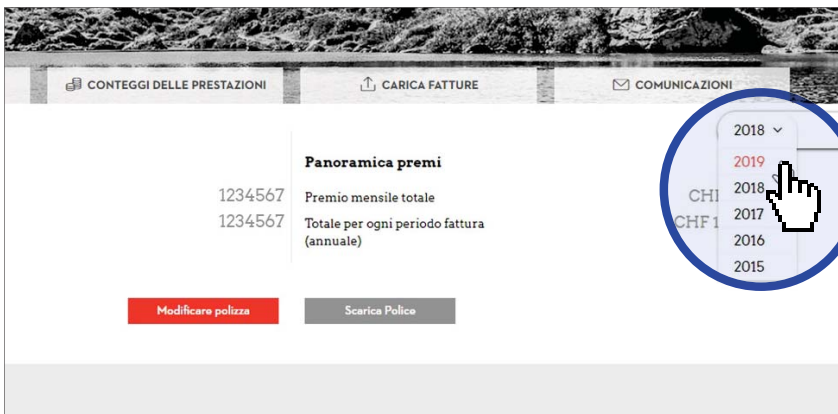 CONTEGGI DELLE PRESTAZIONI
CARICA FATTURE
COMUNICAZIONI
2018
Panoramica premi
2019
1234567 Premio mensile totale
2018
1234567 Totale per ogni periodo fattura
CHF 1
2017
(annuale)
2016
2015
Modificare polizza
Scarica Police